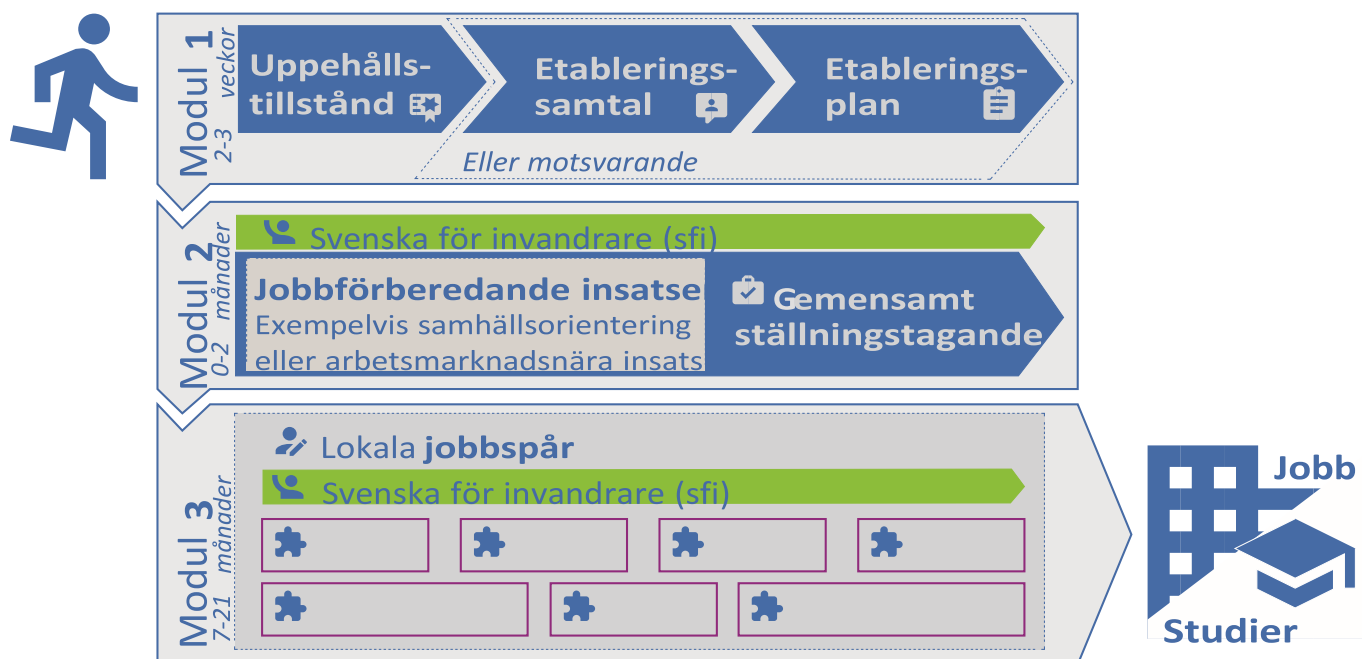 Modul 1
2-3 veckor
Uppehålls-
tillstånd
Etablerings-
samtal
Etablerings-
plan
Eller motsvarande
Modul 2
0-2 månader
Svenska för invandrare (sfi)
Jobbförberedande insatse
Exempelvis samhällsorientering
eller arbetsmarknadsnära insats
Gemensamt
ställningstagande
Modul 3
7-21 månader
Lokala jobbspår
Svenska för invandrare (sfi)
Jobb
Studier